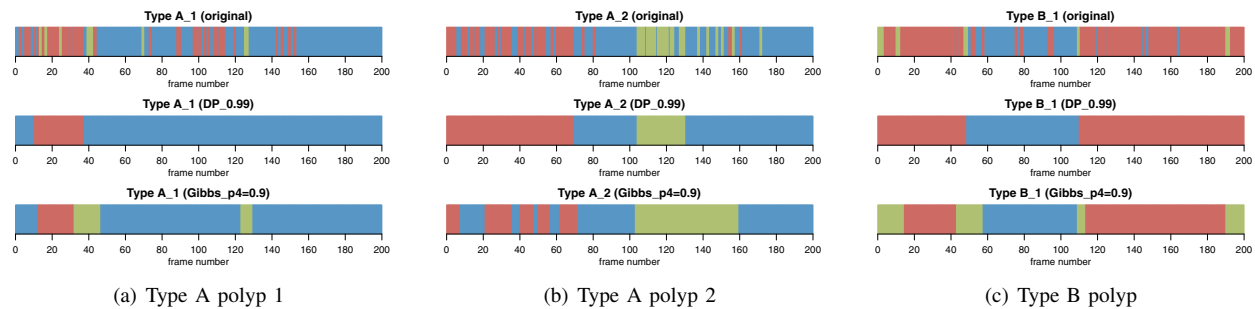 Type A_1 (original)
0 20 40 60 80 100 120 140 160 180 200
frame number
Type A_1 (DP_0.99)
0 20 40 60 80 100 120 140 160 180 200
frame number
Type A_1 (Gibbs_p4=0.9)
0 20 40 60 80 100 120 140 160 180 200
frame number
(a) Type A polyp 1
Type A_2 (original)
0 20 40 60 80 100 120 140 160 180 200
frame number
Type A_2 (DP_0.99)
0 20 40 60 80 100 120 140 160 180 200
frame number
Type A_2 (Gibbs_p4=0.9)
0 20 40 60 80 100 120 140 160 180 200
frame number
(b) Type A polyp 2
Type B_1 (original)
0 20 40 60 80 100 120 140 160 180 200
frame number
Type B_1 (DP_0.99)
0 20 40 60 80 100 120 140 160 180 200
frame number
Type B_1 (Gibbs_p4=0.9)
0 20 40 60 80 100 120 140 160 180 200
frame number
(c) Type B polyp